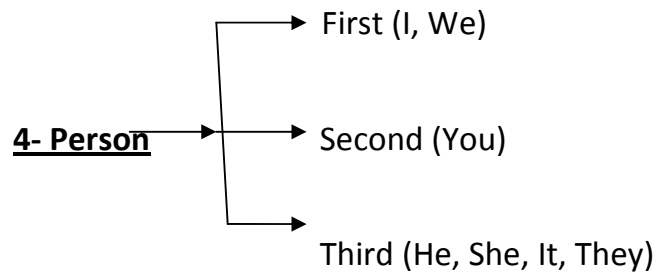 First (I, We)
4- Person
Second (You)
Third (He, She, It, They)